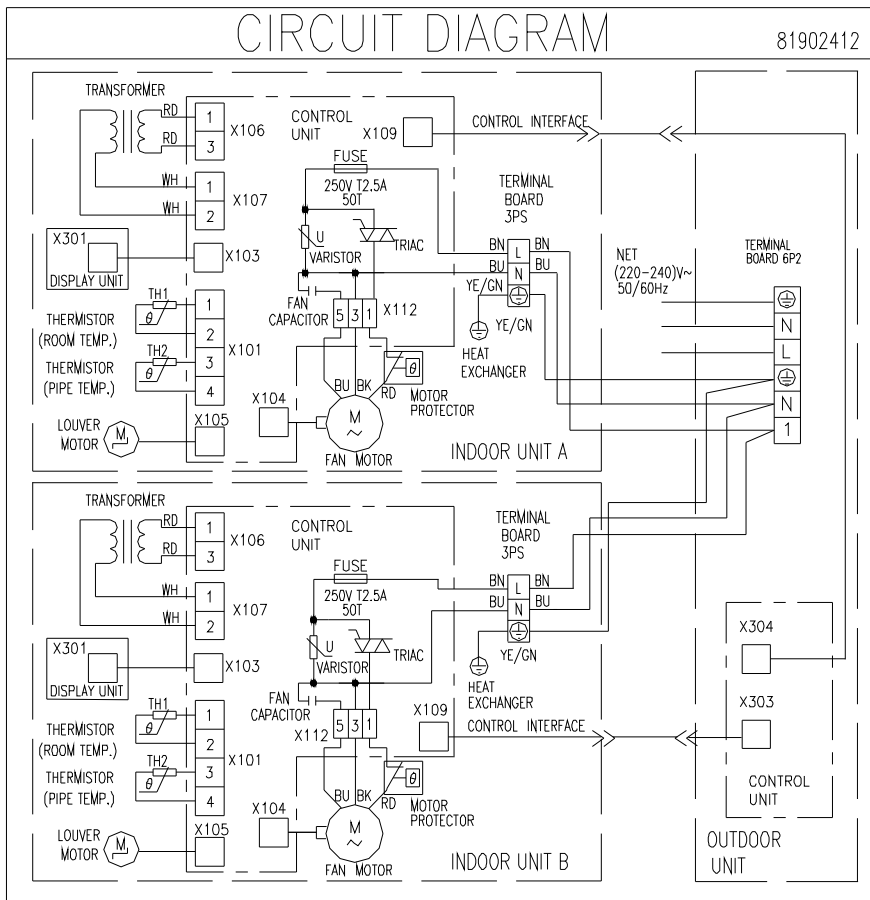 CIRCUIT DIAGRAM
81902412
TRANSFORMER
RD
RD
1
3
X106
CONTROL
UNIT
X109
CONTROL INTERFACE
FUSE
250V T2.5A
50T
WH
WH
1
2
X107
TERMINAL
BOARD
3PS
U
VARISTOR
TRIAC
BN
L
BN
BU
N
BU
YE/GN
YE/GN
NET
(220-240)V~
50/60Hz
TERMINAL
BOARD 6P2
N
L
N
1
X301
DISPLAY UNIT
X103
FAN
CAPACITOR
5
3
1
X112
HEAT
EXCHANGER
TH1
θ
THERMISTOR
(ROOM TEMP.)
TH2
θ
THERMISTOR
(PIPE TEMP.)
1
2
3
4
X101
BU
BK
RD
θ
MOTOR
PROTECTOR
X104
M
~
FAN MOTOR
LOUVER
MOTOR
M
X105
INDOOR UNIT A
TRANSFORMER
RD
RD
1
3
X106
CONTROL
UNIT
TERMINAL
BOARD
3PS
FUSE
250V T2.5A
50T
WH
WH
1
2
X107
U
VARISTOR
TRIAC
BN
L
BN
BU
N
BU
YE/GN
HEAT
EXCHANGER
X301
DISPLAY UNIT
X103
FAN
CAPACITOR
5
3
1
X112
X109
CONTROL INTERFACE
TH1
θ
THERMISTOR
(ROOM TEMP.)
TH2
θ
THERMISTOR
(PIPE TEMP.)
1
2
3
4
X101
BU
BK
RD
θ
MOTOR
PROTECTOR
X104
M
~
FAN MOTOR
LOUVER
MOTOR
M
X105
INDOOR UNIT B
X304
X303
CONTROL
UNIT
OUTDOOR
UNIT